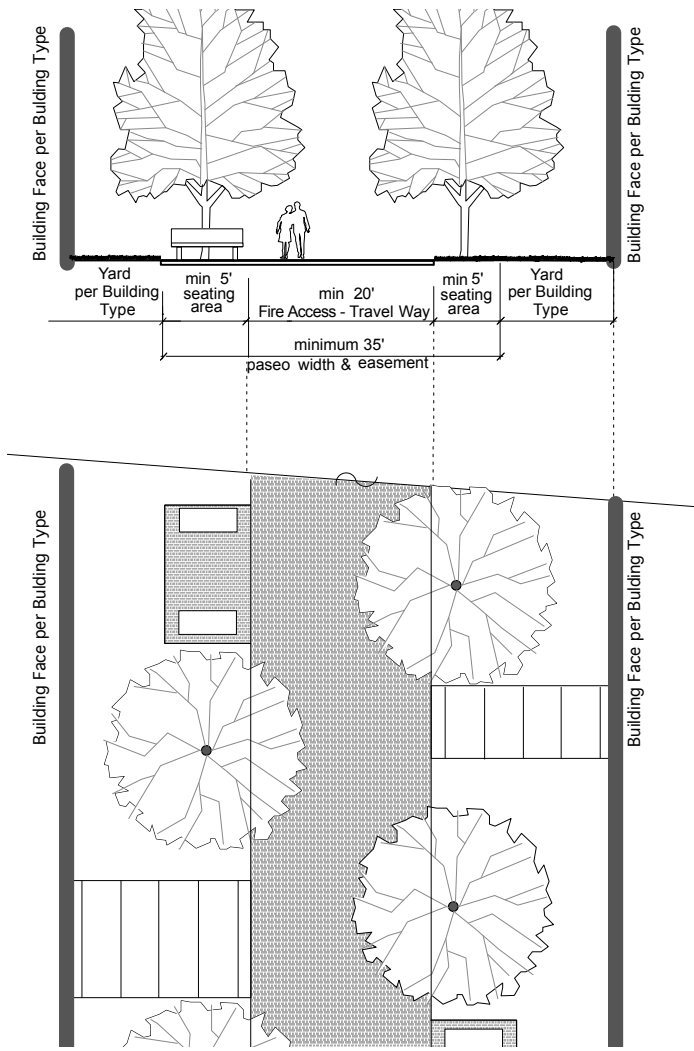 Building Face per Bulding Type
Building Face per Bulding Type
Yard
per Building
Type
min 5'
seating
area
min 20'
Fire Access - Travel Way
min 5'
seating
area
Yard
per Building
Type
minimum 35'
paseo width & easement
Building Face per Bulding Type
Building Face per Bulding Type